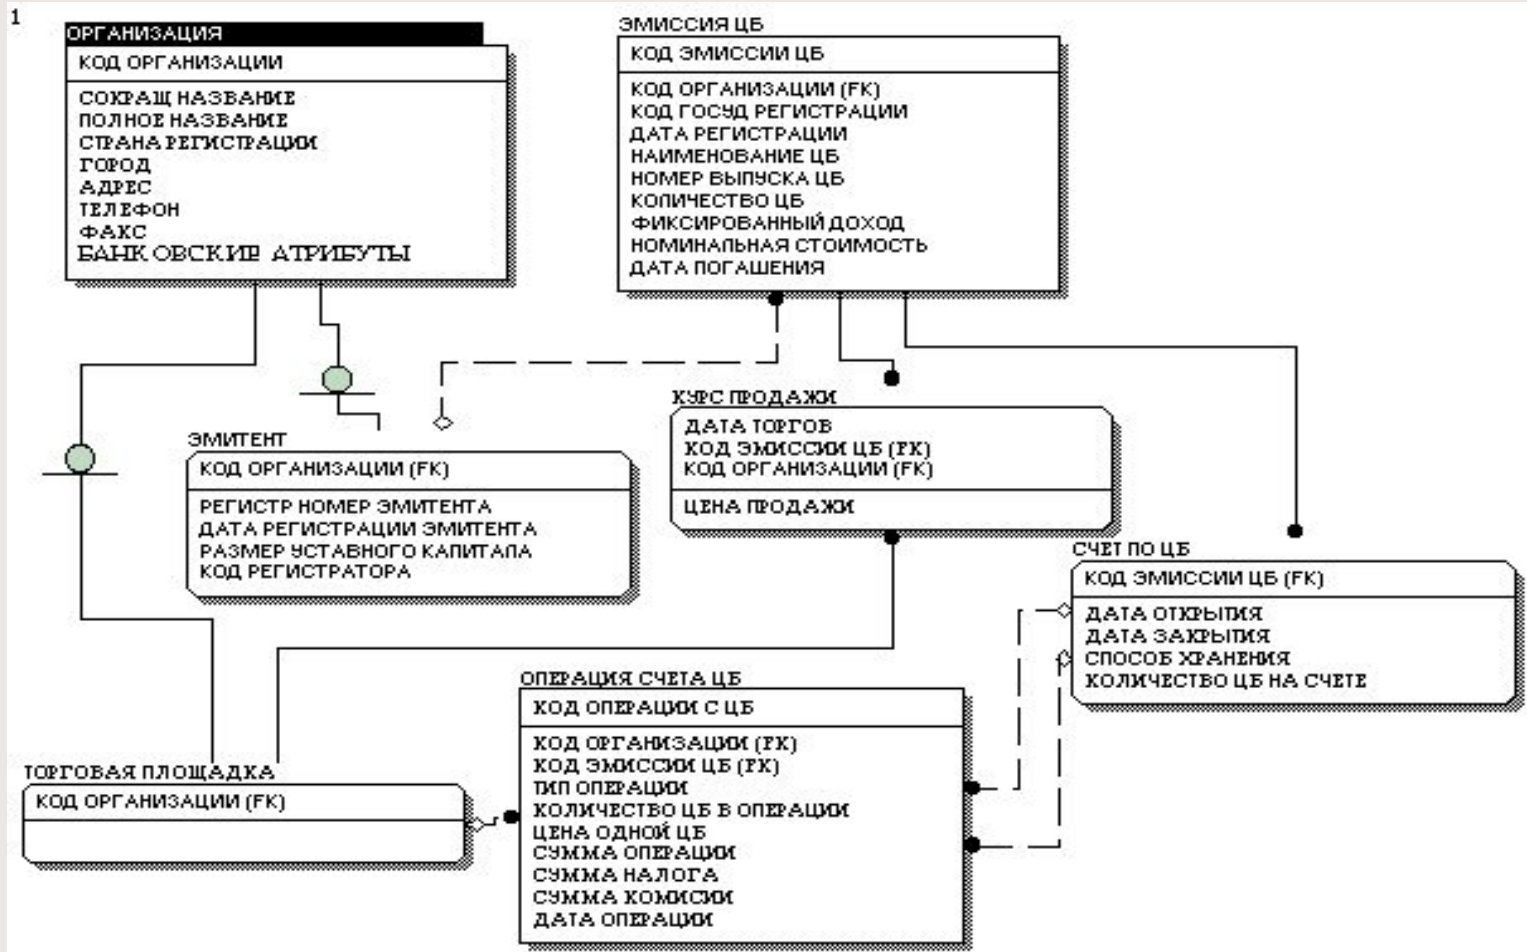 1
ОРГАНИЗАЦИЯ
КОД ОРГАНИЗАЦИИ
СОКРАЩ НАЗВАНИЕ
ПОЛНОЕ НАЗВАНИЕ
СТРАНА РЕГИСТРАЦИИ
ГОРОД
АДРЕС
ТЕЛЕФОН
ФАКС
БАНКОВСКИЕ АТРИБУТЫ
ЭМИССИЯ ЦБ
КОД ЭМИССИИ ЦБ
КОД ОРГАНИЗАЦИИ (FK)
КОД ГОСУД РЕГИСТРАЦИИ
ДАТА РЕГИСТРАЦИИ
НАИМЕНОВАНИЕ ЦБ
НОМЕР ВЫПУСКА ЦБ
КОЛИЧЕСТВО ЦБ
ФИКСИРОВАННЫЙ ДОХОД
НОМИНАЛЬНАЯ СТОИМОСТЬ
ДАТА ПОГАШЕНИЯ
ЭМИТЕНТ
КОД ОРГАНИЗАЦИИ (FK)
РЕГИСТР НОМЕР ЭМИТЕНТА
ДАТА РЕГИСТРАЦИИ ЭМИТЕНТА
РАЗМЕР УСТАВНОГО КАПИТАЛА
КОД РЕГИСТРАТОРА
КУРС ПРОДАЖИ
ДАТА ТОРГОВ
КОД ЭМИССИИ ЦБ (FK)
КОД ОРГАНИЗАЦИИ (FK)
ЦЕНА ПРОДАЖИ
СЧЕТ ПО ЦБ
КОД ЭМИССИИ ЦБ (FK)
ДАТА ОТКРЫТИЯ
ДАТА ЗАКРЫТИЯ
СПОСОБ ХРАНЕНИЯ
КОЛИЧЕСТВО ЦБ НА СЧЕТЕ
ОПЕРАЦИЯ СЧЕТА ЦБ
КОД ОПЕРАЦИИ С ЦБ
КОД ОРГАНИЗАЦИИ (FK)
КОД ЭМИССИИ ЦБ (FK)
ТИП ОПЕРАЦИИ
КОЛИЧЕСТВО ЦБ В ОПЕРАЦИИ
ЦЕНА ОДНОЙ ЦБ
СУММА ОПЕРАЦИИ
СУММА НАЛОГА
СУММА КОМИСИИ
ДАТА ОПЕРАЦИИ
ТОРГОВАЯ ПЛОЩАДКА
КОД ОРГАНИЗАЦИИ (FK)